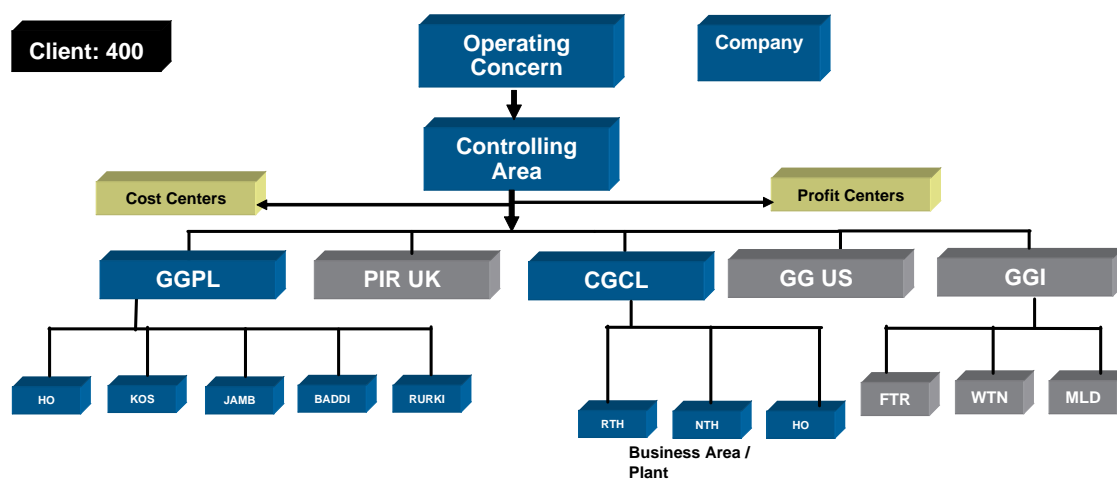 Client: 400
Operating
Concern
Company
Controlling
Area
Cost Centers
Profit Centers
GGPL
PIR UK
CGCL
GG US
GGI
HO
KOS
JAMB
BADDI
RURKI
FTR
WTN
MLD
RTH
NTH
HO
Business Area /
Plant